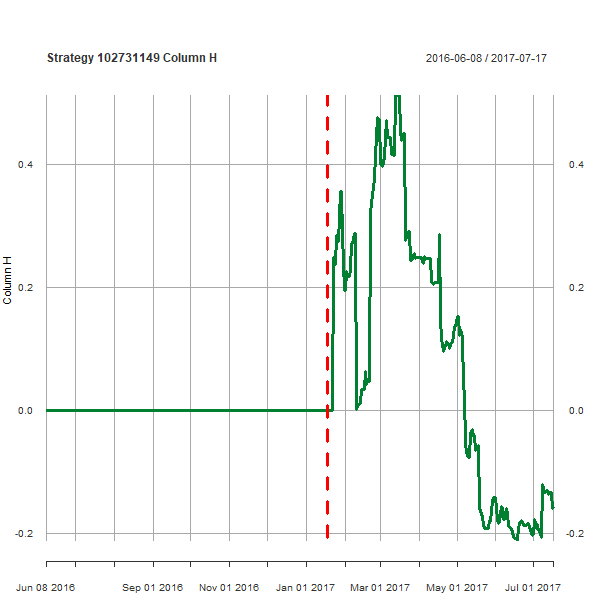 Strategy 102731149 Column H 2016-06-08 / 2017-07-17
0.4 0.4
0.2 0.2
0.0 0.0
-0.2 -0.2
Column H
Jun 08 2016 Sep 01 2016 Nov 01 2016 Jan 01 2017 Mar 01 2017 May 01 2017 Jul 01 2017